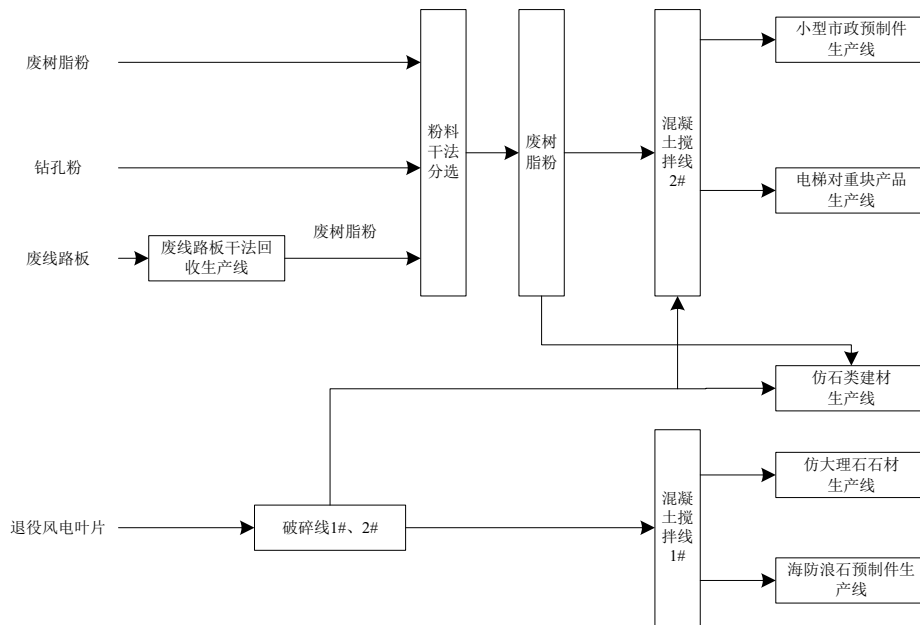 小型市政预制件
生产线
废树脂粉
粉料
干法
分选
废树
脂粉
混凝
土搅
拌线
2#
钻孔粉
电梯对重块产品
生产线
废树脂粉
废线路板
废线路板干法回
收生产线
仿石类建材
生产线
仿大理石石材
生产线
退役风电叶片
破碎线1#、2#
混凝
土搅
拌线
1#
海防浪石预制件生
产线